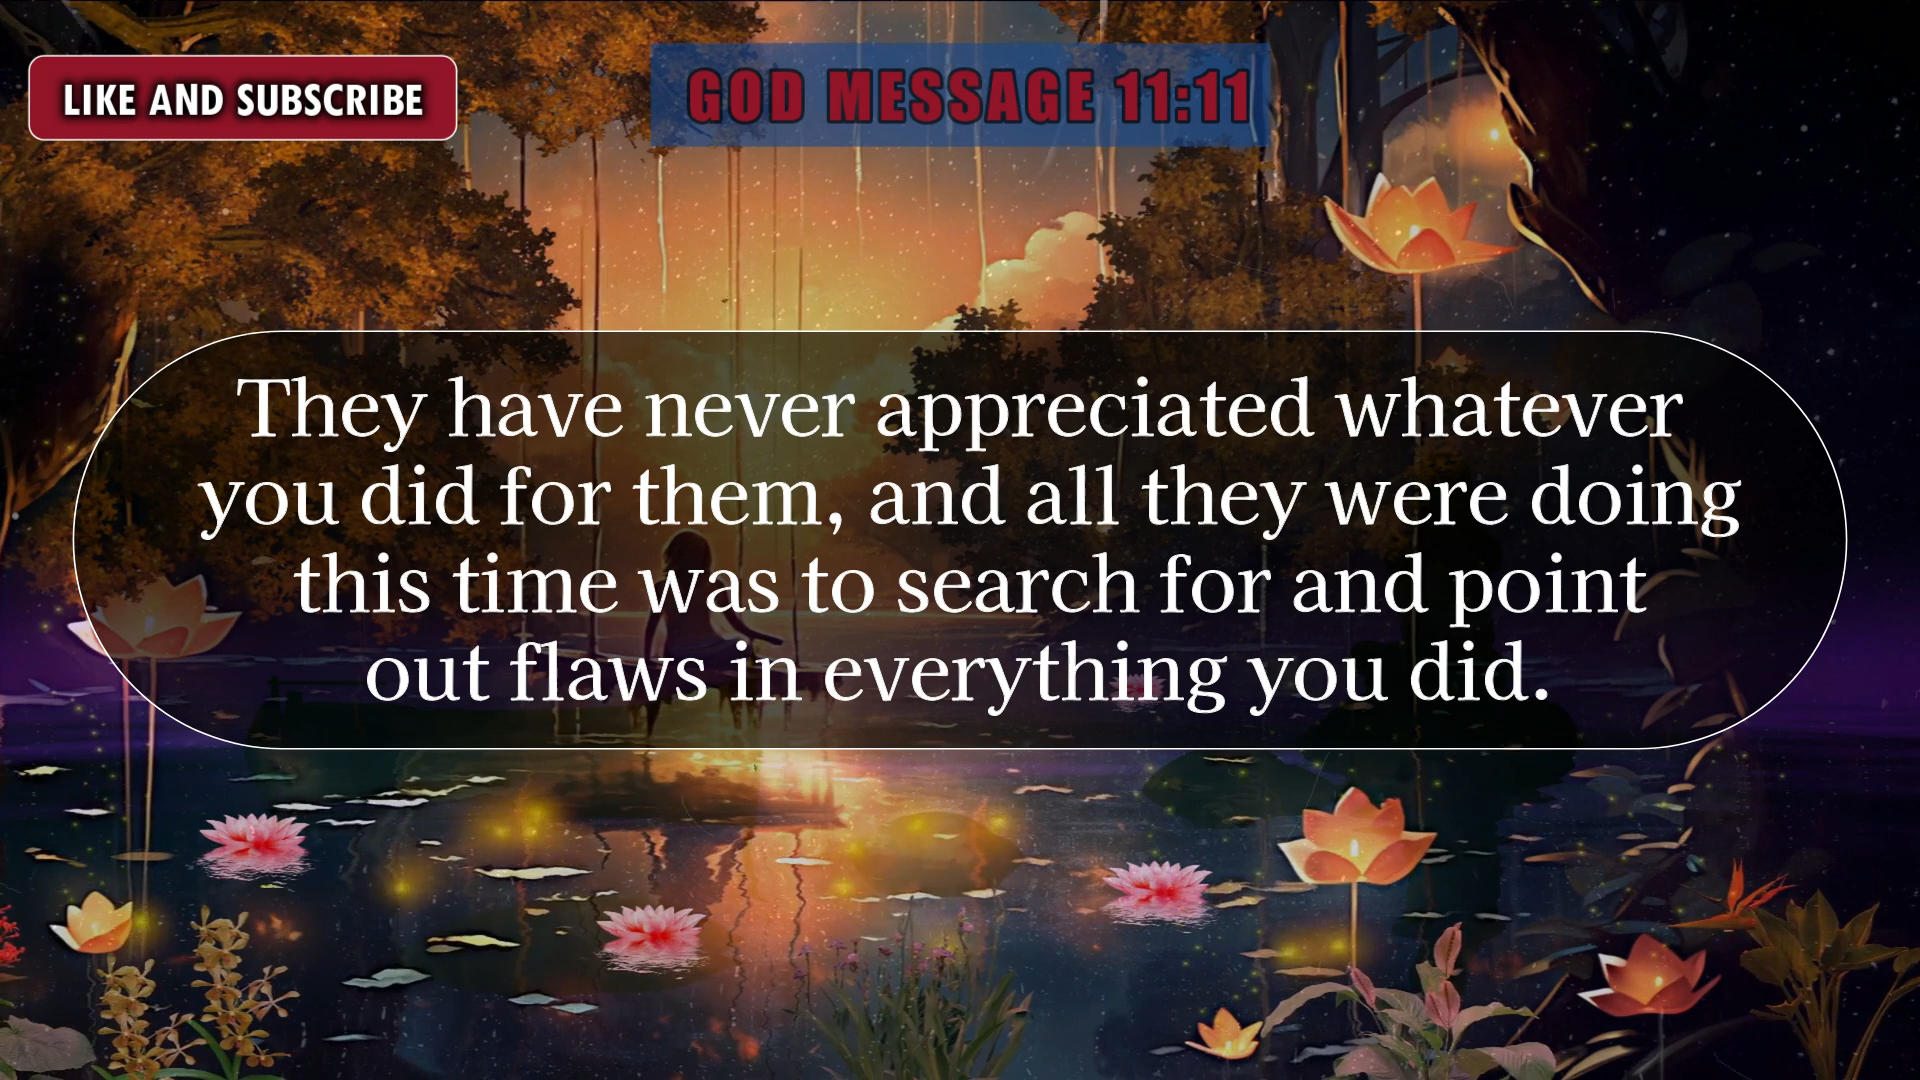 LIKE AND SUBSCRIBE
GOD MESSAGE 11:11
They have never appreciated whatever
you did for them, and all they were doing
this time was to search for and point
out flaws in everything you did.